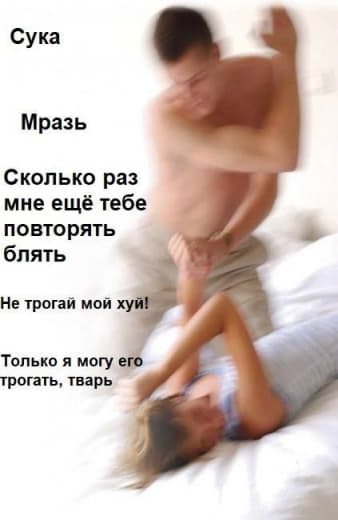 Сука
Мразь
Сколько раз
мне ещё тебе
повторять
блять
Не трогай мой хуй!
Только я могу его
трогать, тварь